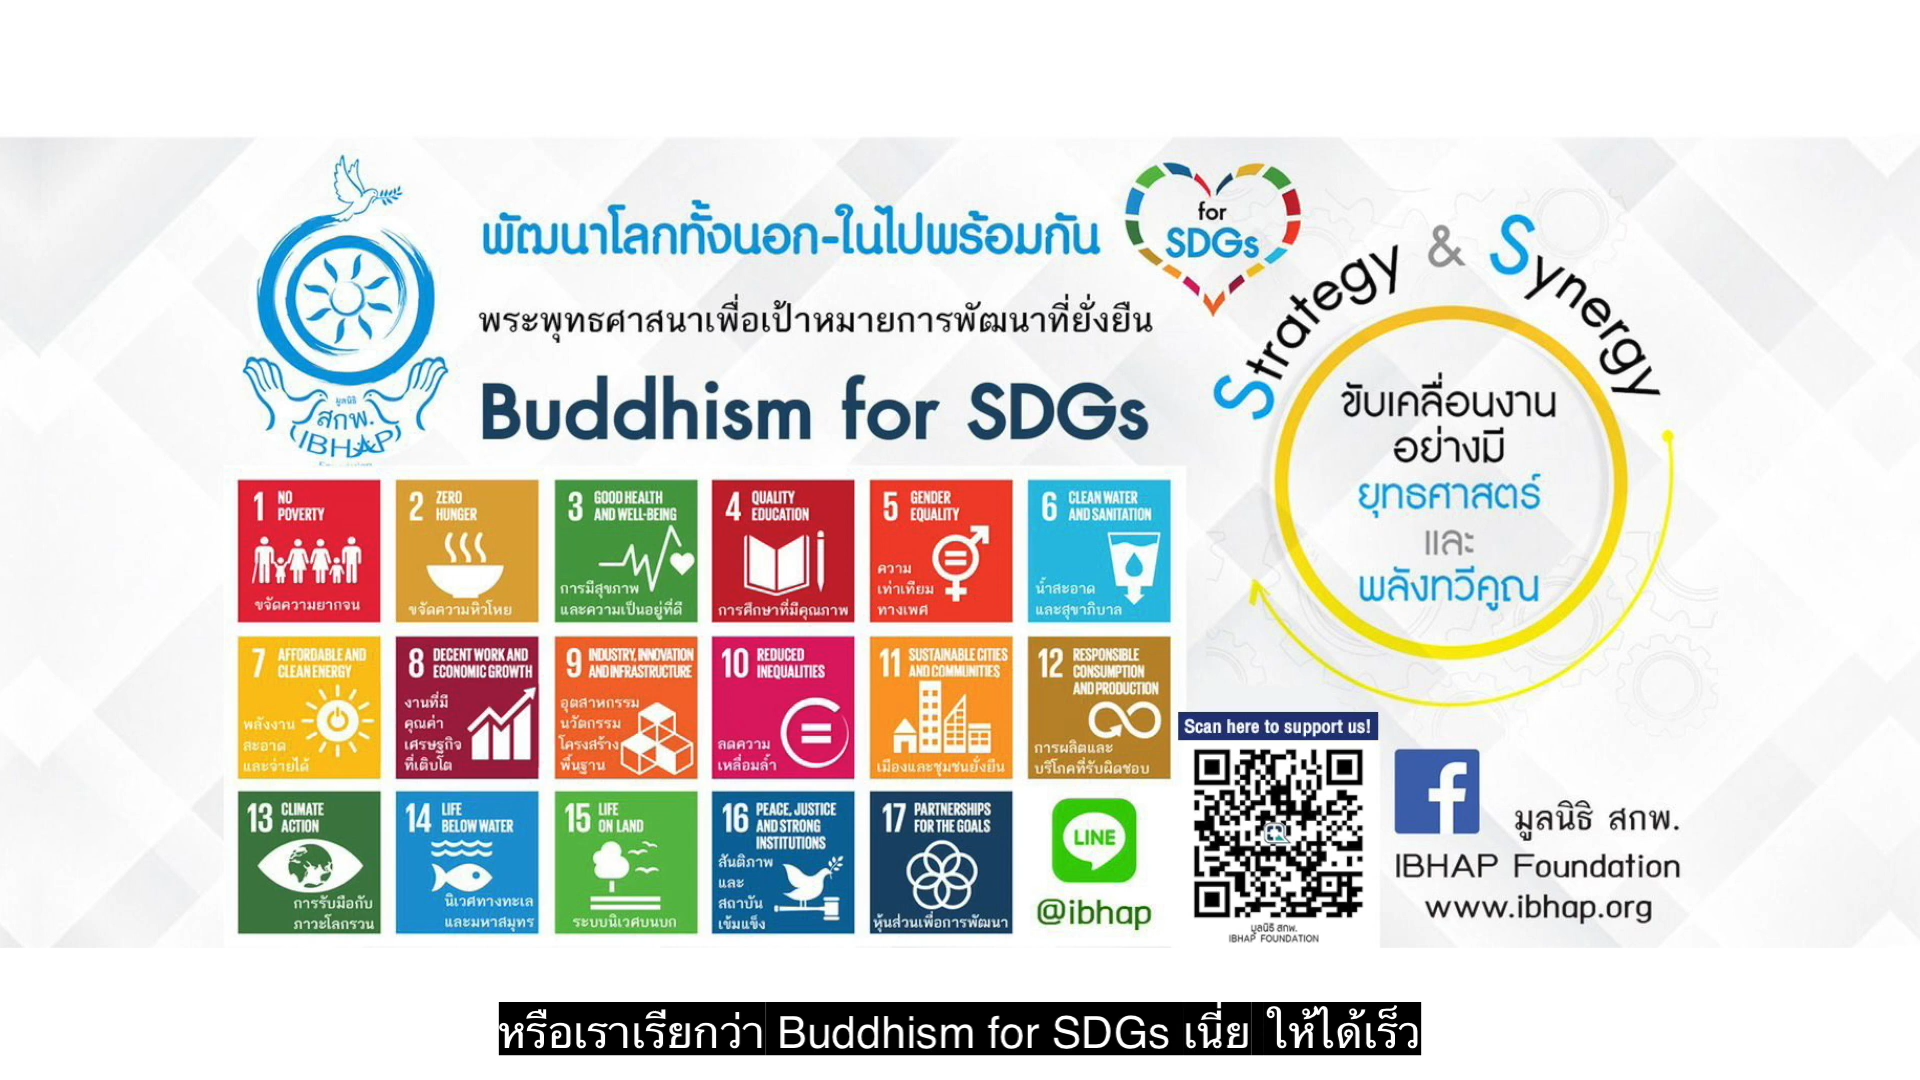 พัฒนาโลกทั้งนอก-ในไปพร้อมกัน
for
SDGs
พระพุทธศาสนาเพื่อเป้าหมายการพัฒนาที่ยั่งยืน
Buddhism for SDGs
มูลนิธิ
สกพ.
IBHAP
Strategy & Synergy
ขับเคลื่อนงาน
อย่างมี
ยุทธศาสตร์
และ
พลังทวีคูณ
1 NO
POVERTY
ขจัดความยากจน
2 ZERO
HUNGER
ขจัดความหิวโหย
3 GOOD HEALTH
AND WELL-BEING
การมีสุขภาพ
และความเป็นอยู่ที่ดี
4 QUALITY
EDUCATION
การศึกษาที่มีคุณภาพ
5 GENDER
EQUALITY
ความ
เท่าเทียม
ทางเพศ
6 CLEAN WATER
AND SANITATION
น้ำสะอาด
และสุขาภิบาล
7 AFFORDABLE AND
CLEAN ENERGY
พลังงาน
สะอาด
และจ่ายได้
8 DECENT WORK AND
ECONOMIC GROWTH
งานที่มี
คุณค่า
เศรษฐกิจ
ที่เติบโต
9 INDUSTRY, INNOVATION
AND INFRASTRUCTURE
อุตสาหกรรม
นวัตกรรม
โครงสร้าง
พื้นฐาน
10 REDUCED
INEQUALITIES
ลดความ
เหลื่อมล้ำ
11 SUSTAINABLE CITIES
AND COMMUNITIES
เมืองและชุมชนยั่งยืน
12 RESPONSIBLE
CONSUMPTION
AND PRODUCTION
การผลิตและ
บริโภคที่รับผิดชอบ
13 CLIMATE
ACTION
การรับมือกับ
ภาวะโลกรวน
14 LIFE
BELOW WATER
นิเวศทางทะเล
และมหาสมุทร
15 LIFE
ON LAND
ระบบนิเวศบนบก
16 PEACE, JUSTICE
AND STRONG
INSTITUTIONS
สันติภาพ
และ
สถาบัน
เข้มแข็ง
17 PARTNERSHIPS
FOR THE GOALS
หุ้นส่วนเพื่อการพัฒนา
LINE
@ibhap
Scan here to support us!
มูลนิธิ สกพ.
IBHAP FOUNDATION
มูลนิธิ สกพ.
IBHAP Foundation
www.ibhap.org
หรือเราเรียกว่า Buddhism for SDGs เนี่ย ให้ได้เร็ว